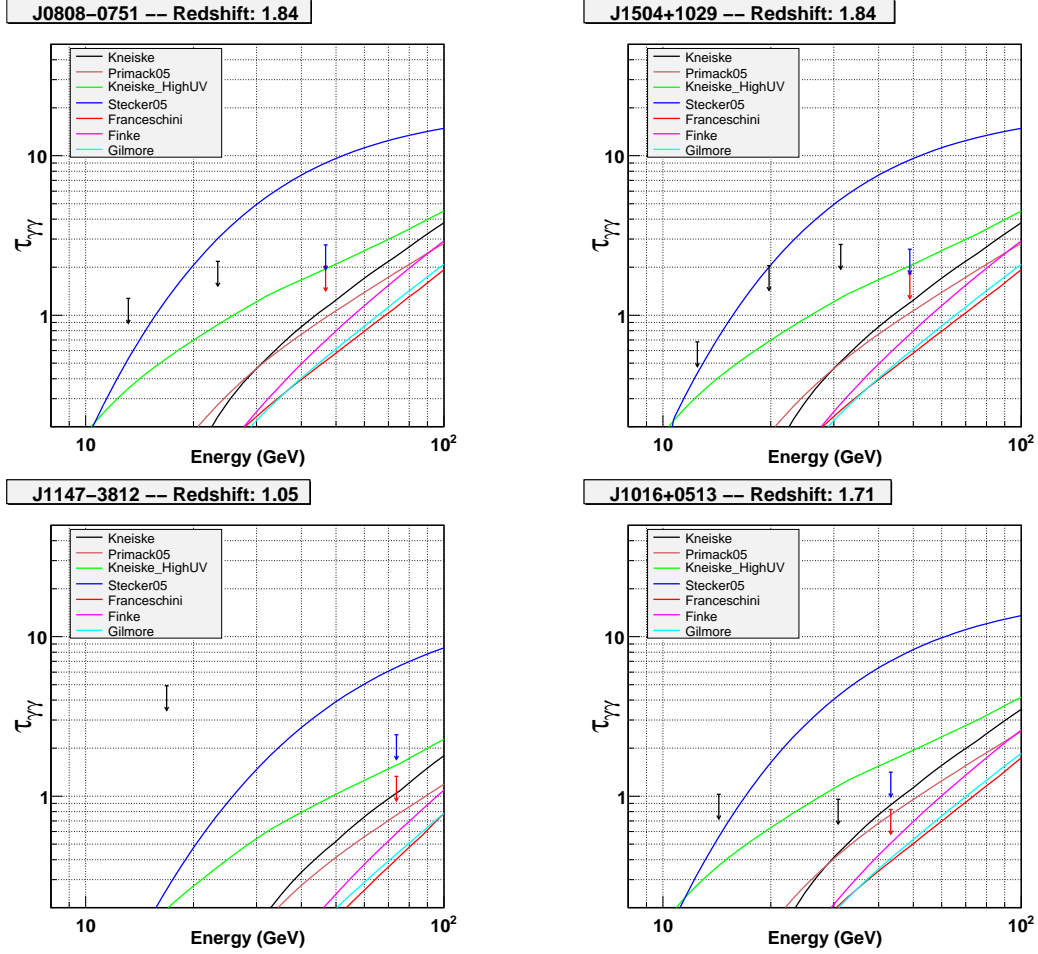 J0808−0751 −− Redshift: 1.84
Kneiske
Primack05
Kneiske_HighUV
Stecker05
Franceschini
Finke
Gilmore
10
1
τγγ
10
10²
Energy (GeV)
J1504+1029 −− Redshift: 1.84
Kneiske
Primack05
Kneiske_HighUV
Stecker05
Franceschini
Finke
Gilmore
10
1
τγγ
10
10²
Energy (GeV)
J1147−3812 −− Redshift: 1.05
Kneiske
Primack05
Kneiske_HighUV
Stecker05
Franceschini
Finke
Gilmore
10
1
τγγ
10
10²
Energy (GeV)
J1016+0513 −− Redshift: 1.71
Kneiske
Primack05
Kneiske_HighUV
Stecker05
Franceschini
Finke
Gilmore
10
1
τγγ
10
10²
Energy (GeV)